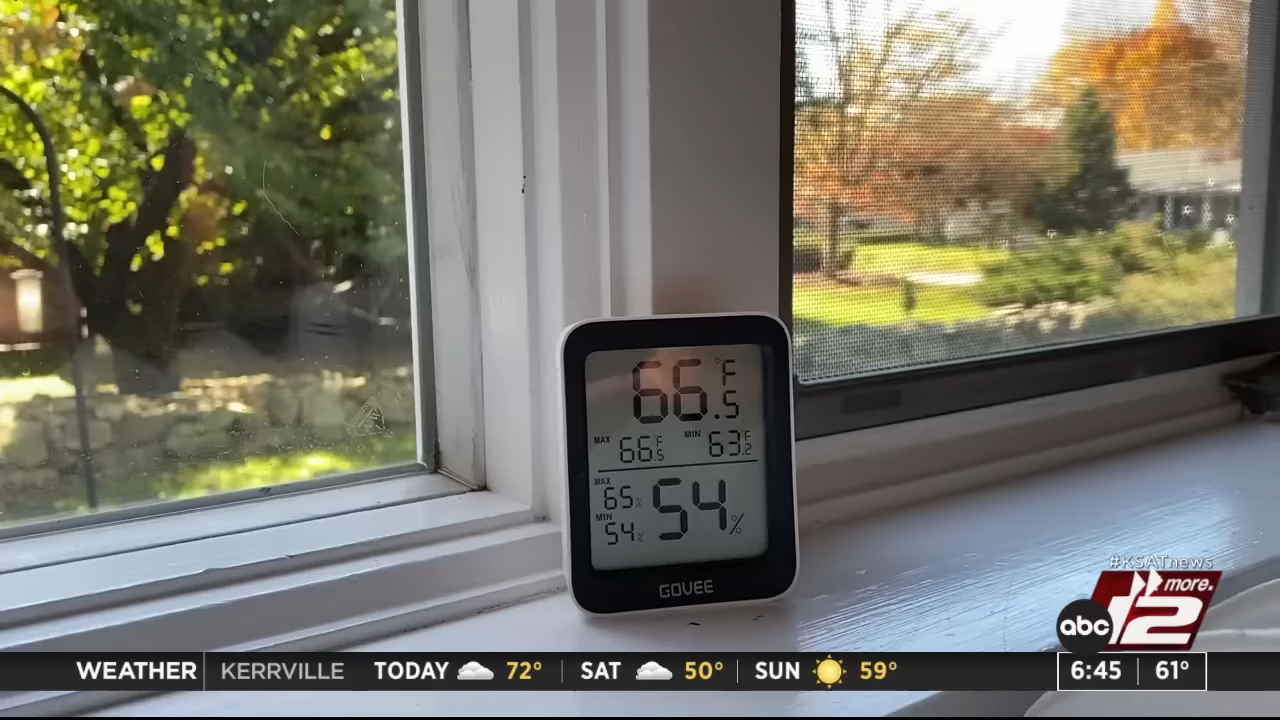 66.5 °F
MAX 66.5 °F MIN 63.2 °F
MAX 65%
MIN 54%
54%
GOVEE
#KSATnews
abc 12 more.
WEATHER KERRVILLE TODAY 72° SAT 50° SUN 59° 6:45 61°